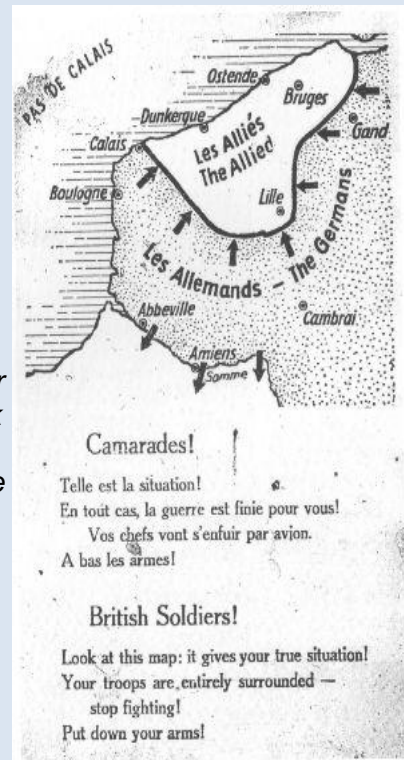 PAS DE CALAIS
Ostende
Bruges
Dunkerque
Gand
Calais
Les Alliés
The Allied
Boulogne
Lille
Les Allemands – The Germans
Abbeville
Cambrai
Amiens
Somme
Camarades!
Telle est la situation!
En tout cas, la guerre est finie pour vous!
Vos chefs vont s'enfuir par avion.
A bas les armes!
British Soldiers!
Look at this map: it gives your true situation!
Your troops are entirely surrounded —
stop fighting!
Put down your arms!